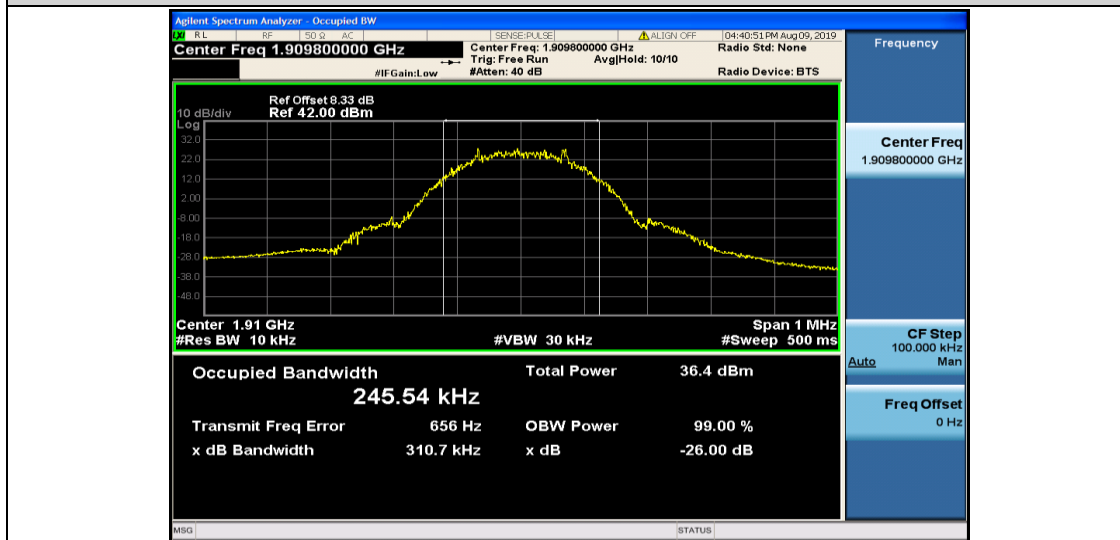 Agilent Spectrum Analyzer - Occupied BW
LXI RL RF 50 Ω AC SENSE:PULSE ALIGN OFF 04:40:51 PM Aug 09, 2019
Center Freq 1.909800000 GHz Center Freq: 1.909800000 GHz Radio Std: None
Trig: Free Run Avg|Hold: 10/10
#IFGain:Low #Atten: 40 dB Radio Device: BTS
Ref Offset 8.33 dB
10 dB/div Ref 42.00 dBm
Log
32.0
22.0
12.0
2.00
-8.00
-18.0
-28.0
-38.0
-48.0
Center 1.91 GHz Span 1 MHz
#Res BW 10 kHz #VBW 30 kHz #Sweep 500 ms
Occupied Bandwidth Total Power 36.4 dBm
245.54 kHz
Transmit Freq Error 656 Hz OBW Power 99.00 %
x dB Bandwidth 310.7 kHz x dB -26.00 dB
Frequency
Center Freq
1.909800000 GHz
CF Step
100.000 kHz
Auto Man
Freq Offset
0 Hz
MSG STATUS